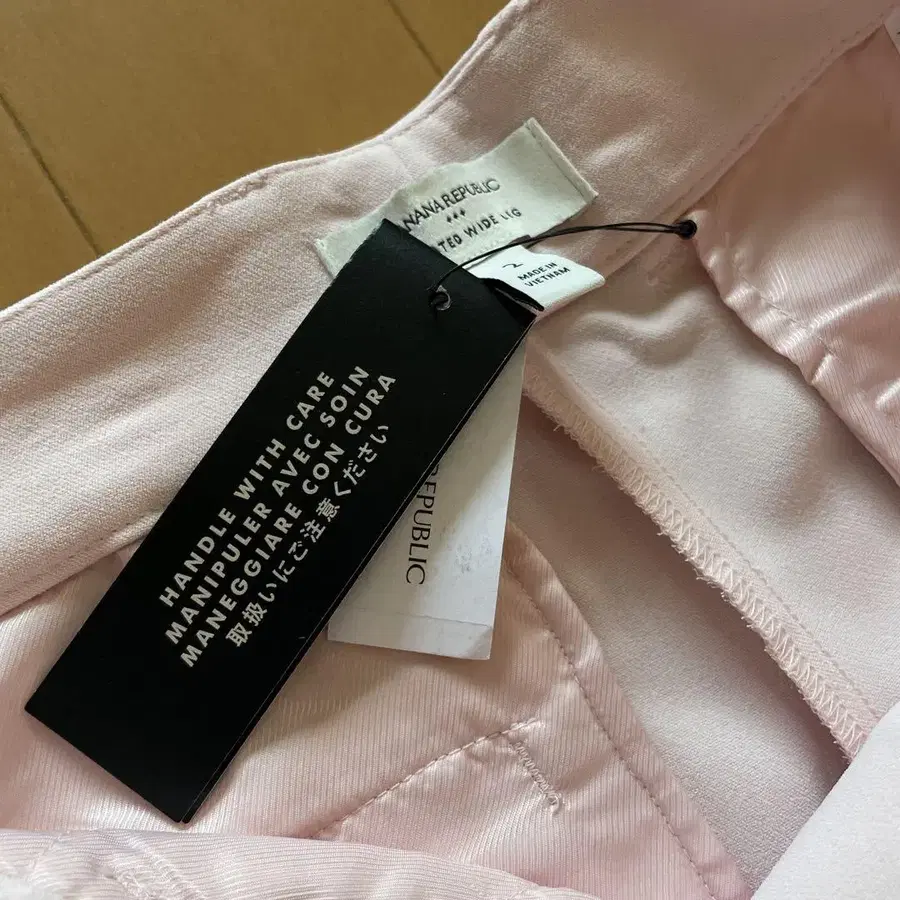 NANA REPUBLIC
TED WIDE LEG
2
MADE IN
VIETNAM
HANDLE WITH CARE
MANIPULER AVEC SOIN
MANEGGIARE CON CURA
取扱いにご注意ください
REPUBLIC